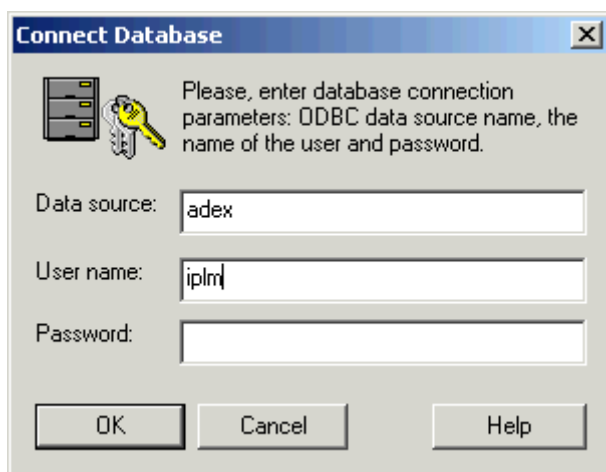 Connect Database
Please, enter database connection
parameters: ODBC data source name, the
name of the user and password.
Data source: adex
User name: iplm
Password:
OK Cancel Help